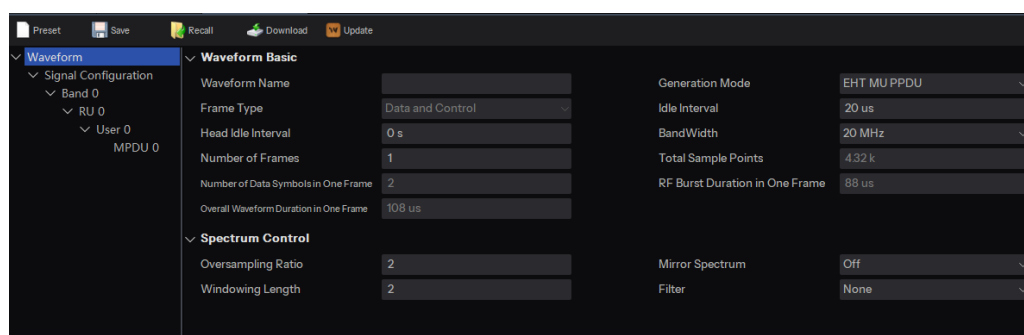 Preset Save Recall Download Update
Waveform
Signal Configuration
Band 0
RU 0
User 0
MPDU 0
Waveform Basic
Waveform Name Generation Mode EHT MU PPDU
Frame Type Data and Control Idle Interval 20 us
Head Idle Interval 0 s BandWidth 20 MHz
Number of Frames 1 Total Sample Points 4.32 k
Number of Data Symbols in One Frame 2 RF Burst Duration in One Frame 88 us
Overall Waveform Duration in One Frame 108 us
Spectrum Control
Oversampling Ratio 2 Mirror Spectrum Off
Windowing Length 2 Filter None